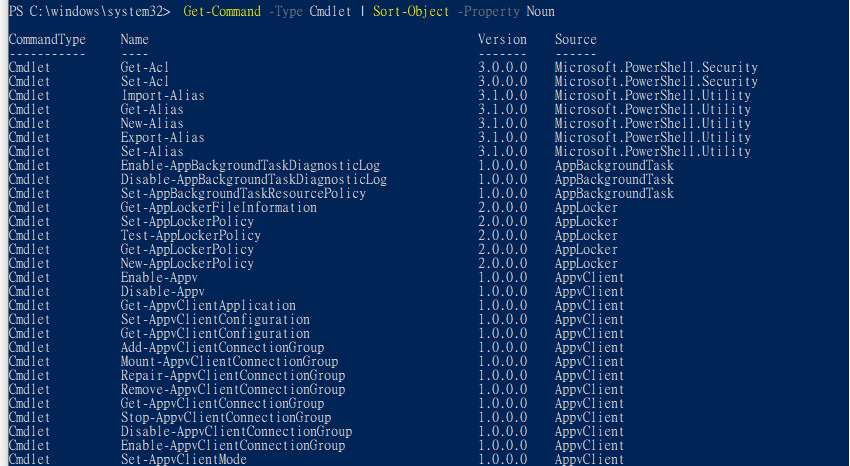 PS C:\windows\system32> Get-Command -Type Cmdlet | Sort-Object -Property Noun
CommandType Name Version Source
----------- ---- ------- ------
Cmdlet Get-Acl 3.0.0.0 Microsoft.PowerShell.Security
Cmdlet Set-Acl 3.0.0.0 Microsoft.PowerShell.Security
Cmdlet Import-Alias 3.1.0.0 Microsoft.PowerShell.Utility
Cmdlet Get-Alias 3.1.0.0 Microsoft.PowerShell.Utility
Cmdlet New-Alias 3.1.0.0 Microsoft.PowerShell.Utility
Cmdlet Export-Alias 3.1.0.0 Microsoft.PowerShell.Utility
Cmdlet Set-Alias 3.1.0.0 Microsoft.PowerShell.Utility
Cmdlet Enable-AppBackgroundTaskDiagnosticLog 1.0.0.0 AppBackgroundTask
Cmdlet Disable-AppBackgroundTaskDiagnosticLog 1.0.0.0 AppBackgroundTask
Cmdlet Set-AppBackgroundTaskResourcePolicy 1.0.0.0 AppBackgroundTask
Cmdlet Get-AppLockerFileInformation 2.0.0.0 AppLocker
Cmdlet Set-AppLockerPolicy 2.0.0.0 AppLocker
Cmdlet Test-AppLockerPolicy 2.0.0.0 AppLocker
Cmdlet Get-AppLockerPolicy 2.0.0.0 AppLocker
Cmdlet New-AppLockerPolicy 2.0.0.0 AppLocker
Cmdlet Enable-Appv 1.0.0.0 AppvClient
Cmdlet Disable-Appv 1.0.0.0 AppvClient
Cmdlet Get-AppvClientApplication 1.0.0.0 AppvClient
Cmdlet Set-AppvClientConfiguration 1.0.0.0 AppvClient
Cmdlet Get-AppvClientConfiguration 1.0.0.0 AppvClient
Cmdlet Add-AppvClientConnectionGroup 1.0.0.0 AppvClient
Cmdlet Mount-AppvClientConnectionGroup 1.0.0.0 AppvClient
Cmdlet Repair-AppvClientConnectionGroup 1.0.0.0 AppvClient
Cmdlet Remove-AppvClientConnectionGroup 1.0.0.0 AppvClient
Cmdlet Get-AppvClientConnectionGroup 1.0.0.0 AppvClient
Cmdlet Stop-AppvClientConnectionGroup 1.0.0.0 AppvClient
Cmdlet Disable-AppvClientConnectionGroup 1.0.0.0 AppvClient
Cmdlet Enable-AppvClientConnectionGroup 1.0.0.0 AppvClient
Cmdlet Set-AppvClientMode 1.0.0.0 AppvClient